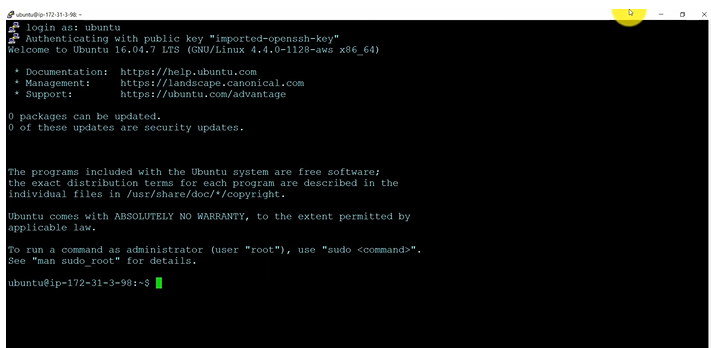 ubuntu@ip-172-31-3-98: ~
login as: ubuntu
Authenticating with public key "imported-openssh-key"
Welcome to Ubuntu 16.04.7 LTS (GNU/Linux 4.4.0-1128-aws x86_64)
* Documentation: https://help.ubuntu.com
* Management: https://landscape.canonical.com
* Support: https://ubuntu.com/advantage
0 packages can be updated.
0 of these updates are security updates.
The programs included with the Ubuntu system are free software;
the exact distribution terms for each program are described in the
individual files in /usr/share/doc/*/copyright.
Ubuntu comes with ABSOLUTELY NO WARRANTY, to the extent permitted by
applicable law.
To run a command as administrator (user "root"), use "sudo <command>".
See "man sudo_root" for details.
ubuntu@ip-172-31-3-98:~$